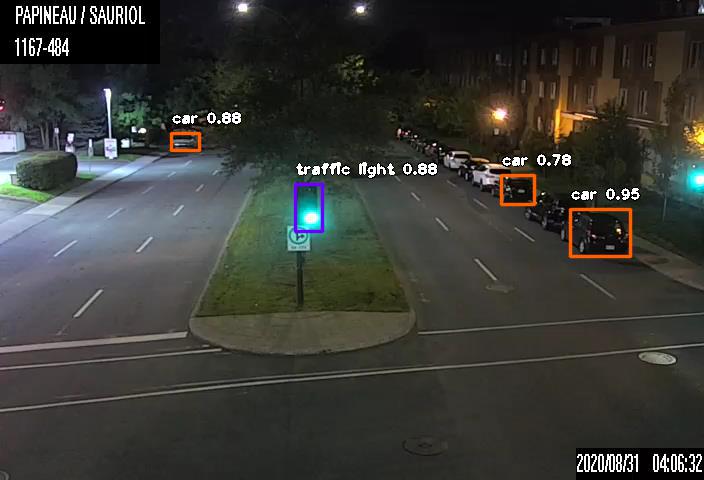 PAPINEAU / SAURIOL
1167-484
car 0.88
traffic light 0.88
car 0.78
car 0.95
2020/08/31 04:06:32